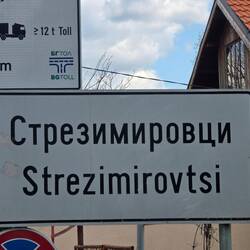 ≥ 12 t Toll
БГТОЛ
BGTOLL
m
Стрезимировци
Strezimirovtsi